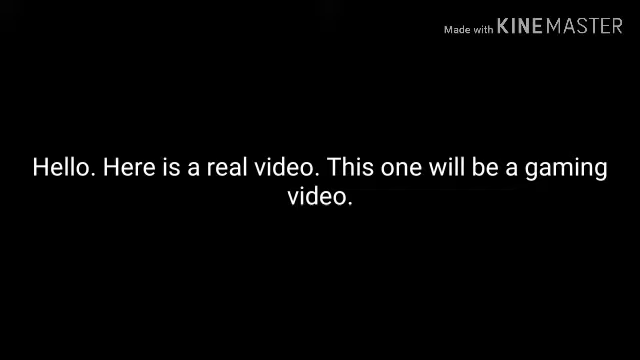 Made with KINEMASTER
Hello. Here is a real video. This one will be a gaming
video.